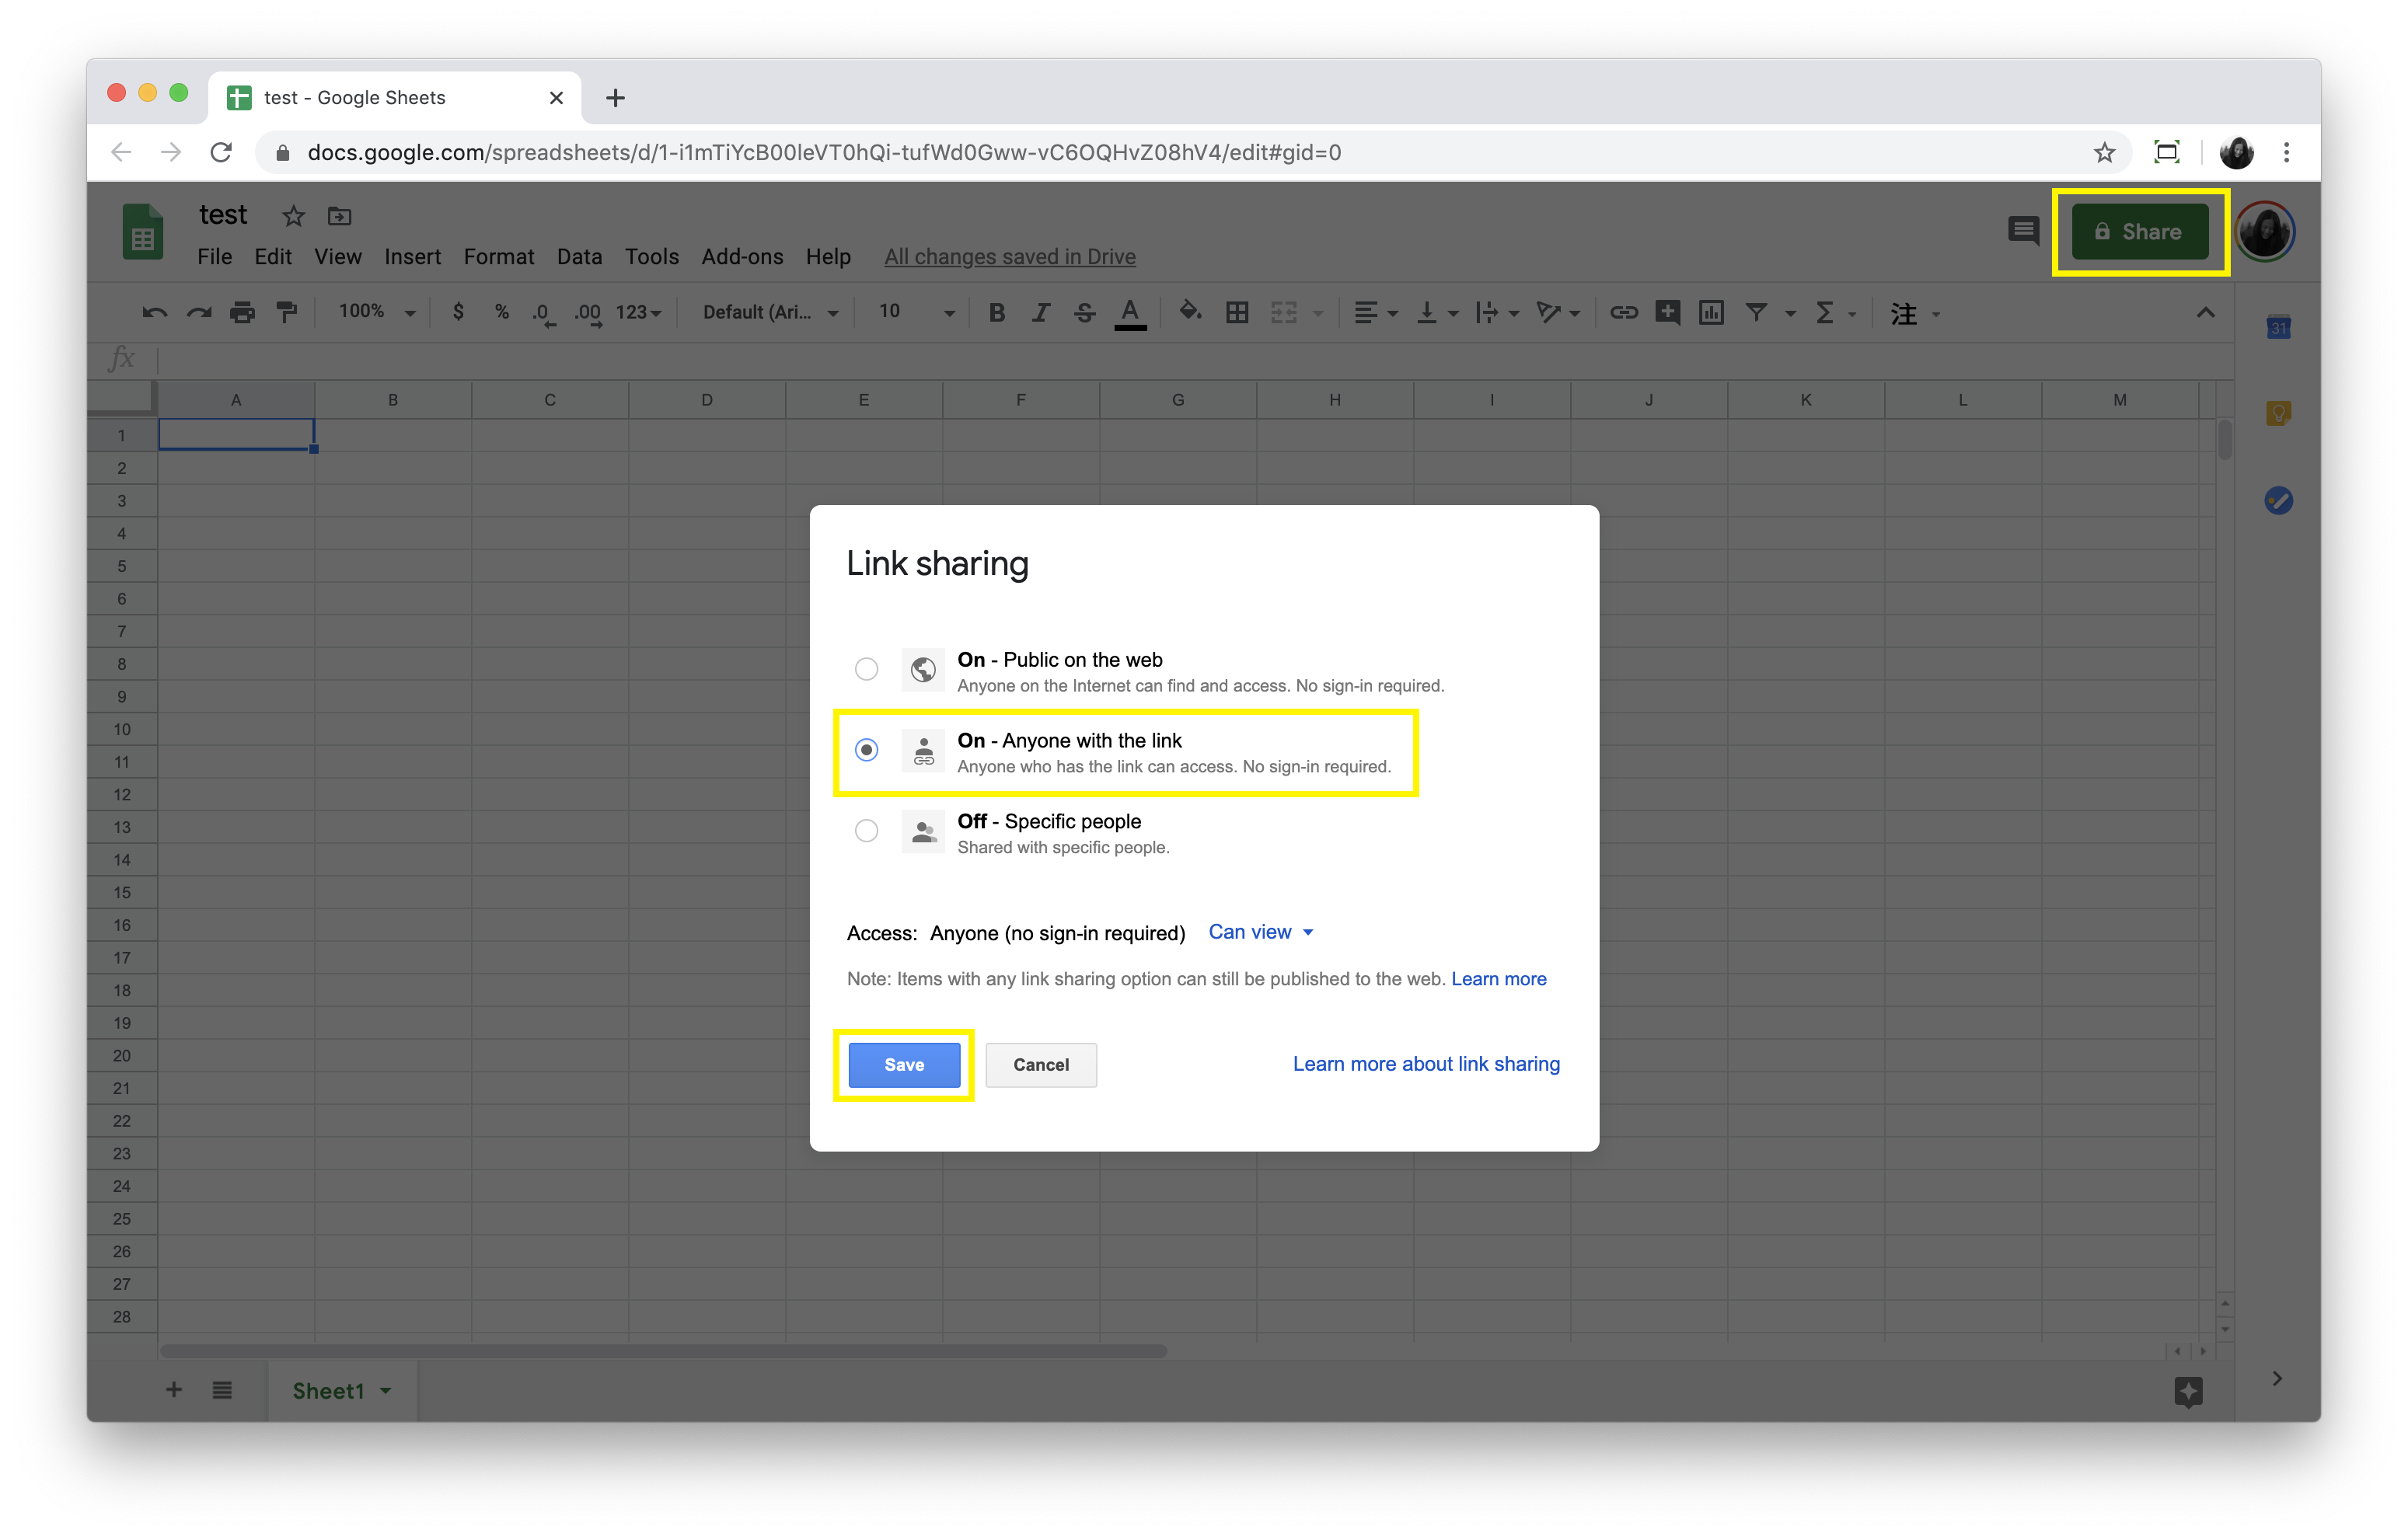 test - Google Sheets
docs.google.com/spreadsheets/d/1-i1mTiYcB00leVT0hQi-tufWd0Gww-vC6OQHvZ08hV4/edit#gid=0
test
Share
File Edit View Insert Format Data Tools Add-ons Help All changes saved in Drive
100% $ % .0 .00 123 Default (Ari... 10 B I S A Σ 注
31
fx
A B C D E F G H I J K L M
1
2
3
4
5
6
7
8
9
10
11
12
13
14
15
16
17
18
19
20
21
22
23
24
25
26
27
28
Link sharing
On - Public on the web
Anyone on the Internet can find and access. No sign-in required.
On - Anyone with the link
Anyone who has the link can access. No sign-in required.
Off - Specific people
Shared with specific people.
Access: Anyone (no sign-in required) Can view
Note: Items with any link sharing option can still be published to the web. Learn more
Save Cancel Learn more about link sharing
Sheet1